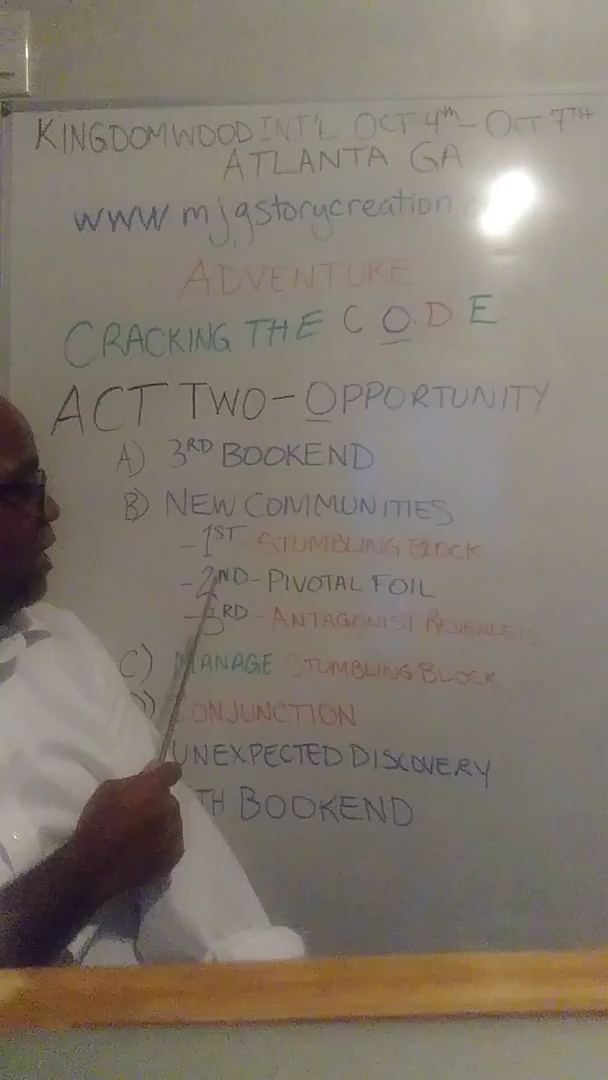 KINGDOMWOOD INT'L OCT 4th - OCT 7TH
ATLANTA GA
www mjgstorycreation
ADVENTURE
CRACKING THE CODE
ACT TWO - OPPORTUNITY
A) 3RD BOOKEND
B) NEW COMMUNITIES
- 1ST - STUMBLING BLOCK
- 2ND - PIVOTAL FOIL
- 3RD - ANTAGONIST
C) MANAGE STUMBLING BLOCK
D) CONJUNCTION
UNEXPECTED DISCOVERY
TH BOOKEND